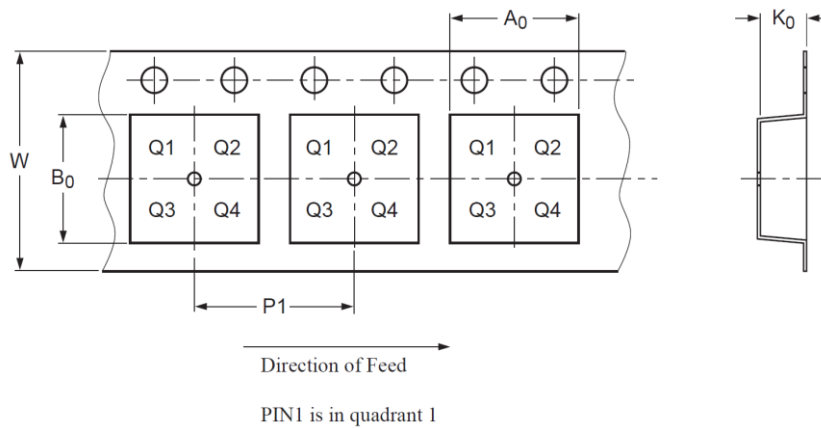 A0
K0
W
B0
Q1 Q2
Q3 Q4
Q1 Q2
Q3 Q4
Q1 Q2
Q3 Q4
P1
Direction of Feed
PIN1 is in quadrant 1